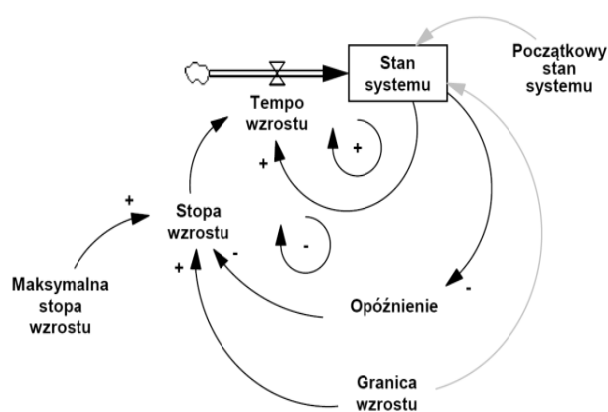 Początkowy
stan
systemu
Stan
systemu
Tempo
wzrostu
+
+
+
Stopa
wzrostu
-
-
+
Maksymalna
stopa
wzrostu
Opóźnienie
-
Granica
wzrostu